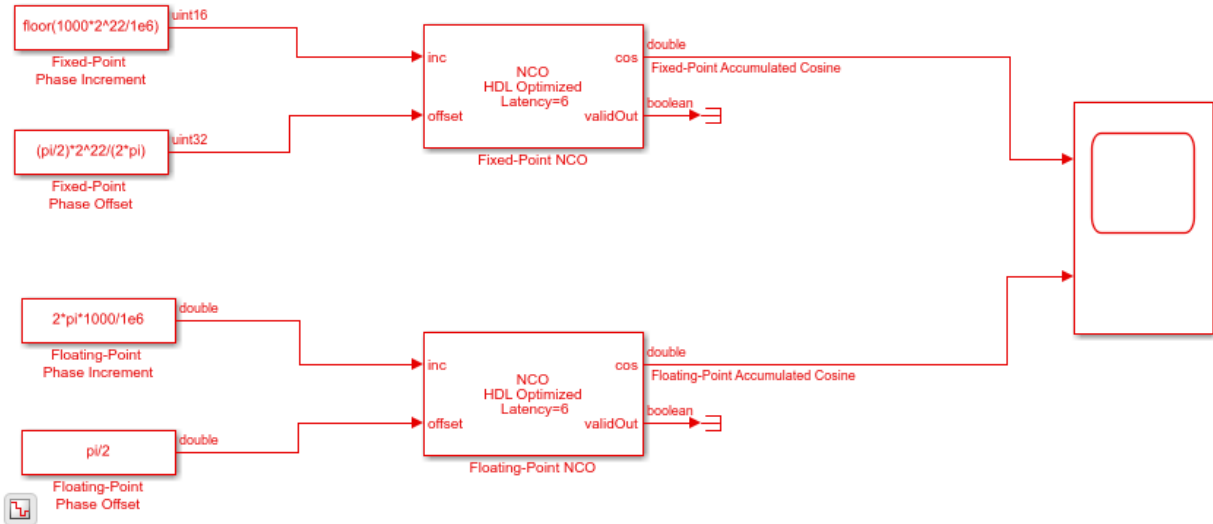 floor(1000*2^22/1e6)
uint16
Fixed-Point
Phase Increment
(pi/2)*2^22/(2*pi)
uint32
Fixed-Point
Phase Offset
inc
offset
NCO
HDL Optimized
Latency=6
cos
validOut
Fixed-Point NCO
double
Fixed-Point Accumulated Cosine
boolean
2*pi*1000/1e6
double
Floating-Point
Phase Increment
pi/2
double
Floating-Point
Phase Offset
inc
offset
NCO
HDL Optimized
Latency=6
cos
validOut
Floating-Point NCO
double
Floating-Point Accumulated Cosine
boolean